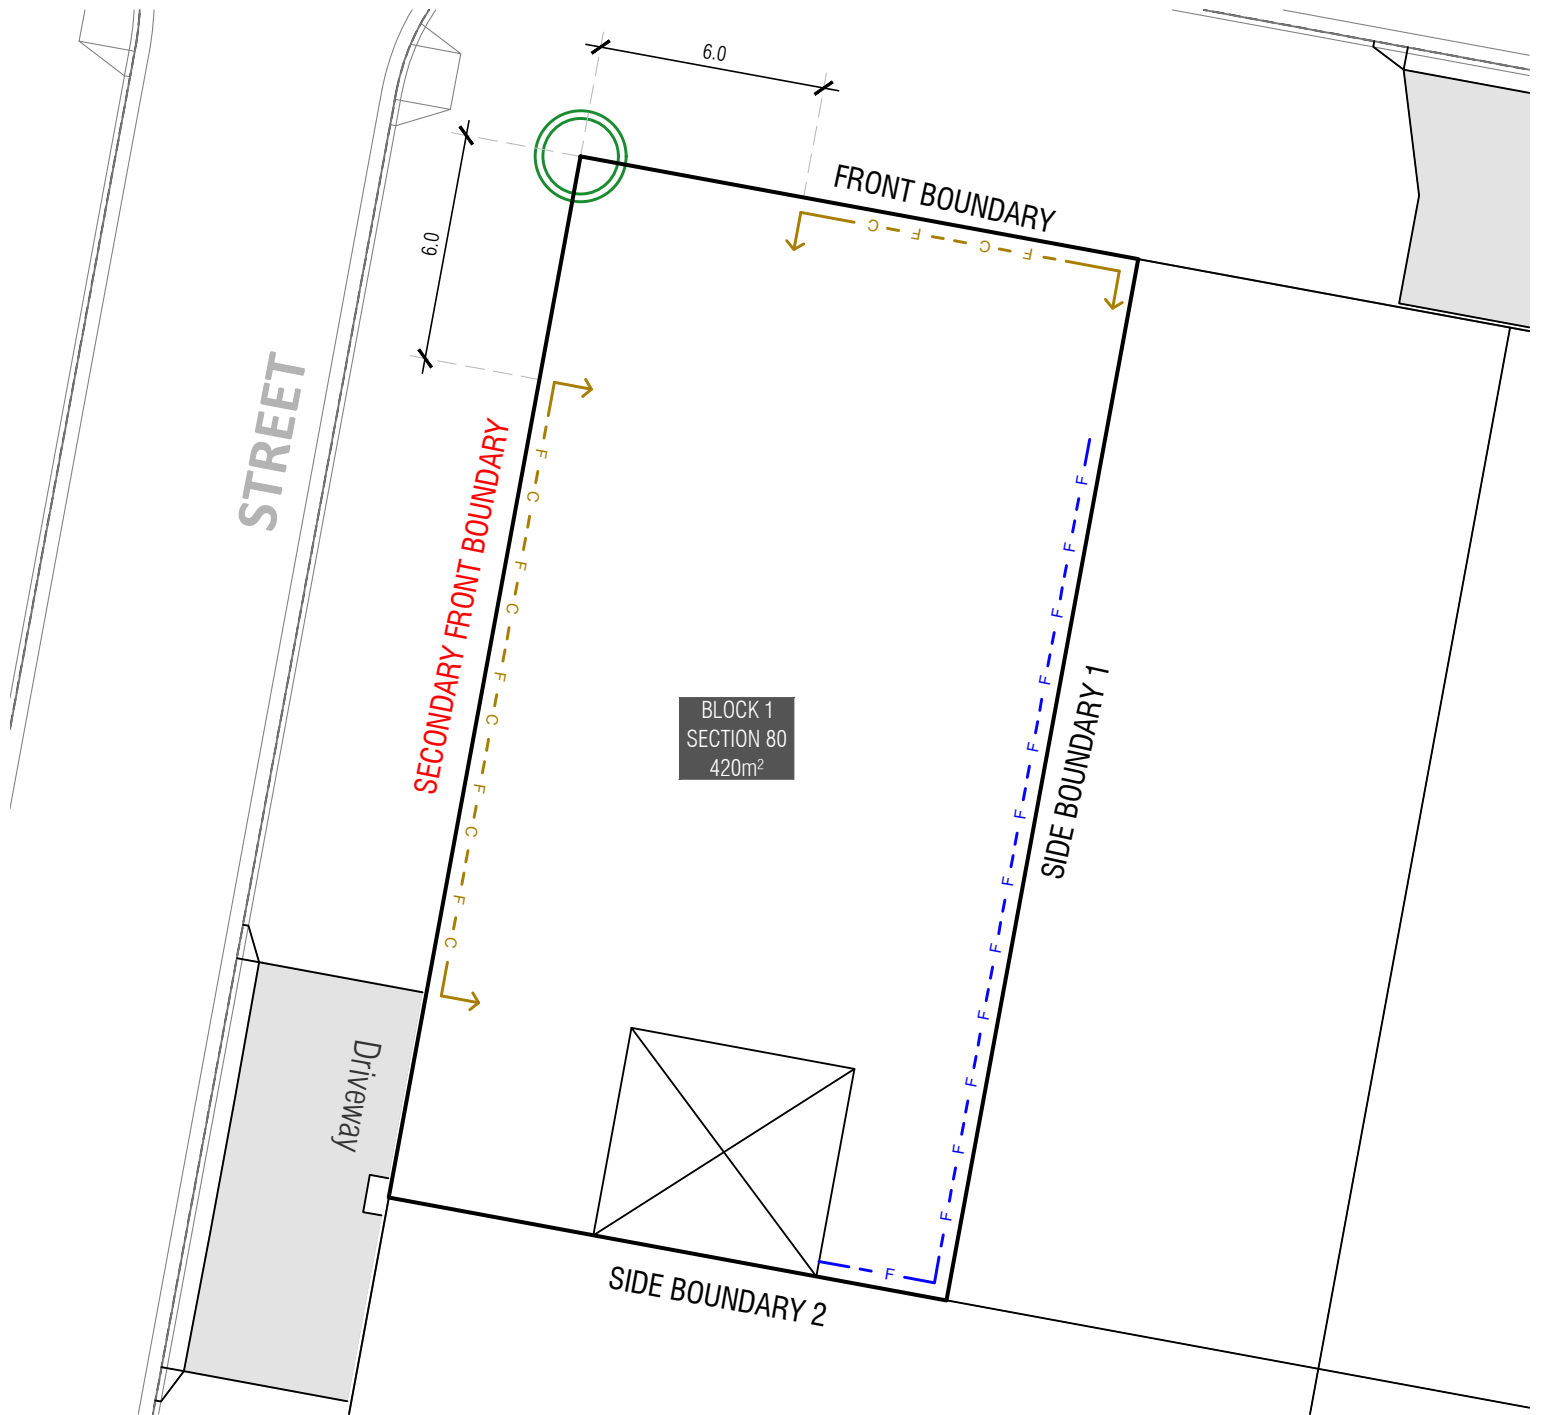 6.0
FRONT BOUNDARY
C F C F
6.0
STREET
SECONDARY FRONT BOUNDARY
F C F C F C F C F C
F F F F F F F F F F F F
BLOCK 1
SECTION 80
420m²
SIDE BOUNDARY 1
Driveway
F
SIDE BOUNDARY 2